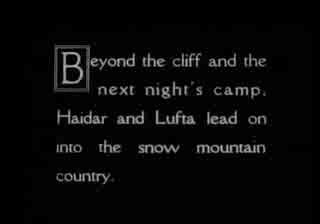 Beyond the cliff and the
next night's camp,
Haidar and Lufta lead on
into the snow mountain
country.